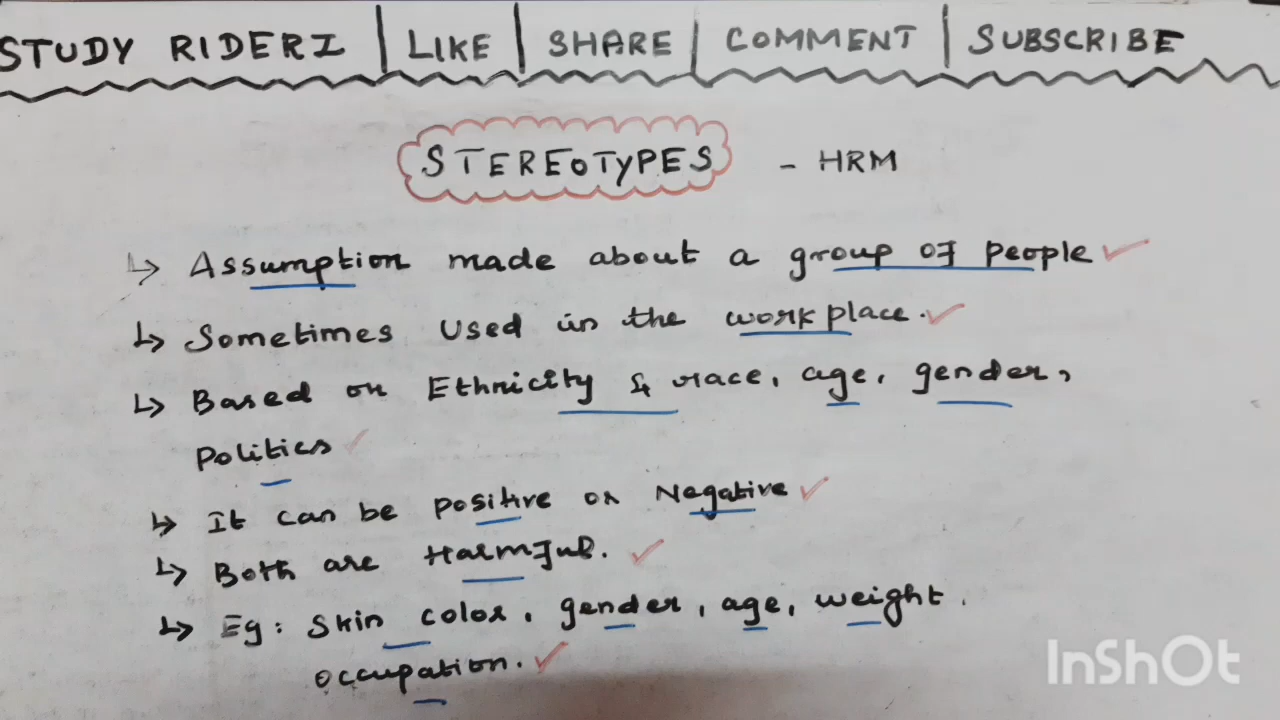 STUDY RIDERZ | LIKE | SHARE | COMMENT | SUBSCRIBE
STEREOTYPES - HRM
↳ Assumption made about a group of people ✓
↳ Sometimes used in the workplace. ✓
↳ Based on Ethnicity & race, age, gender,
Politics ✓
↳ It can be positive or Negative ✓
↳ Both are Harmful. ✓
↳ Eg: Skin color, gender, age, weight.
occupation. ✓
InShOt